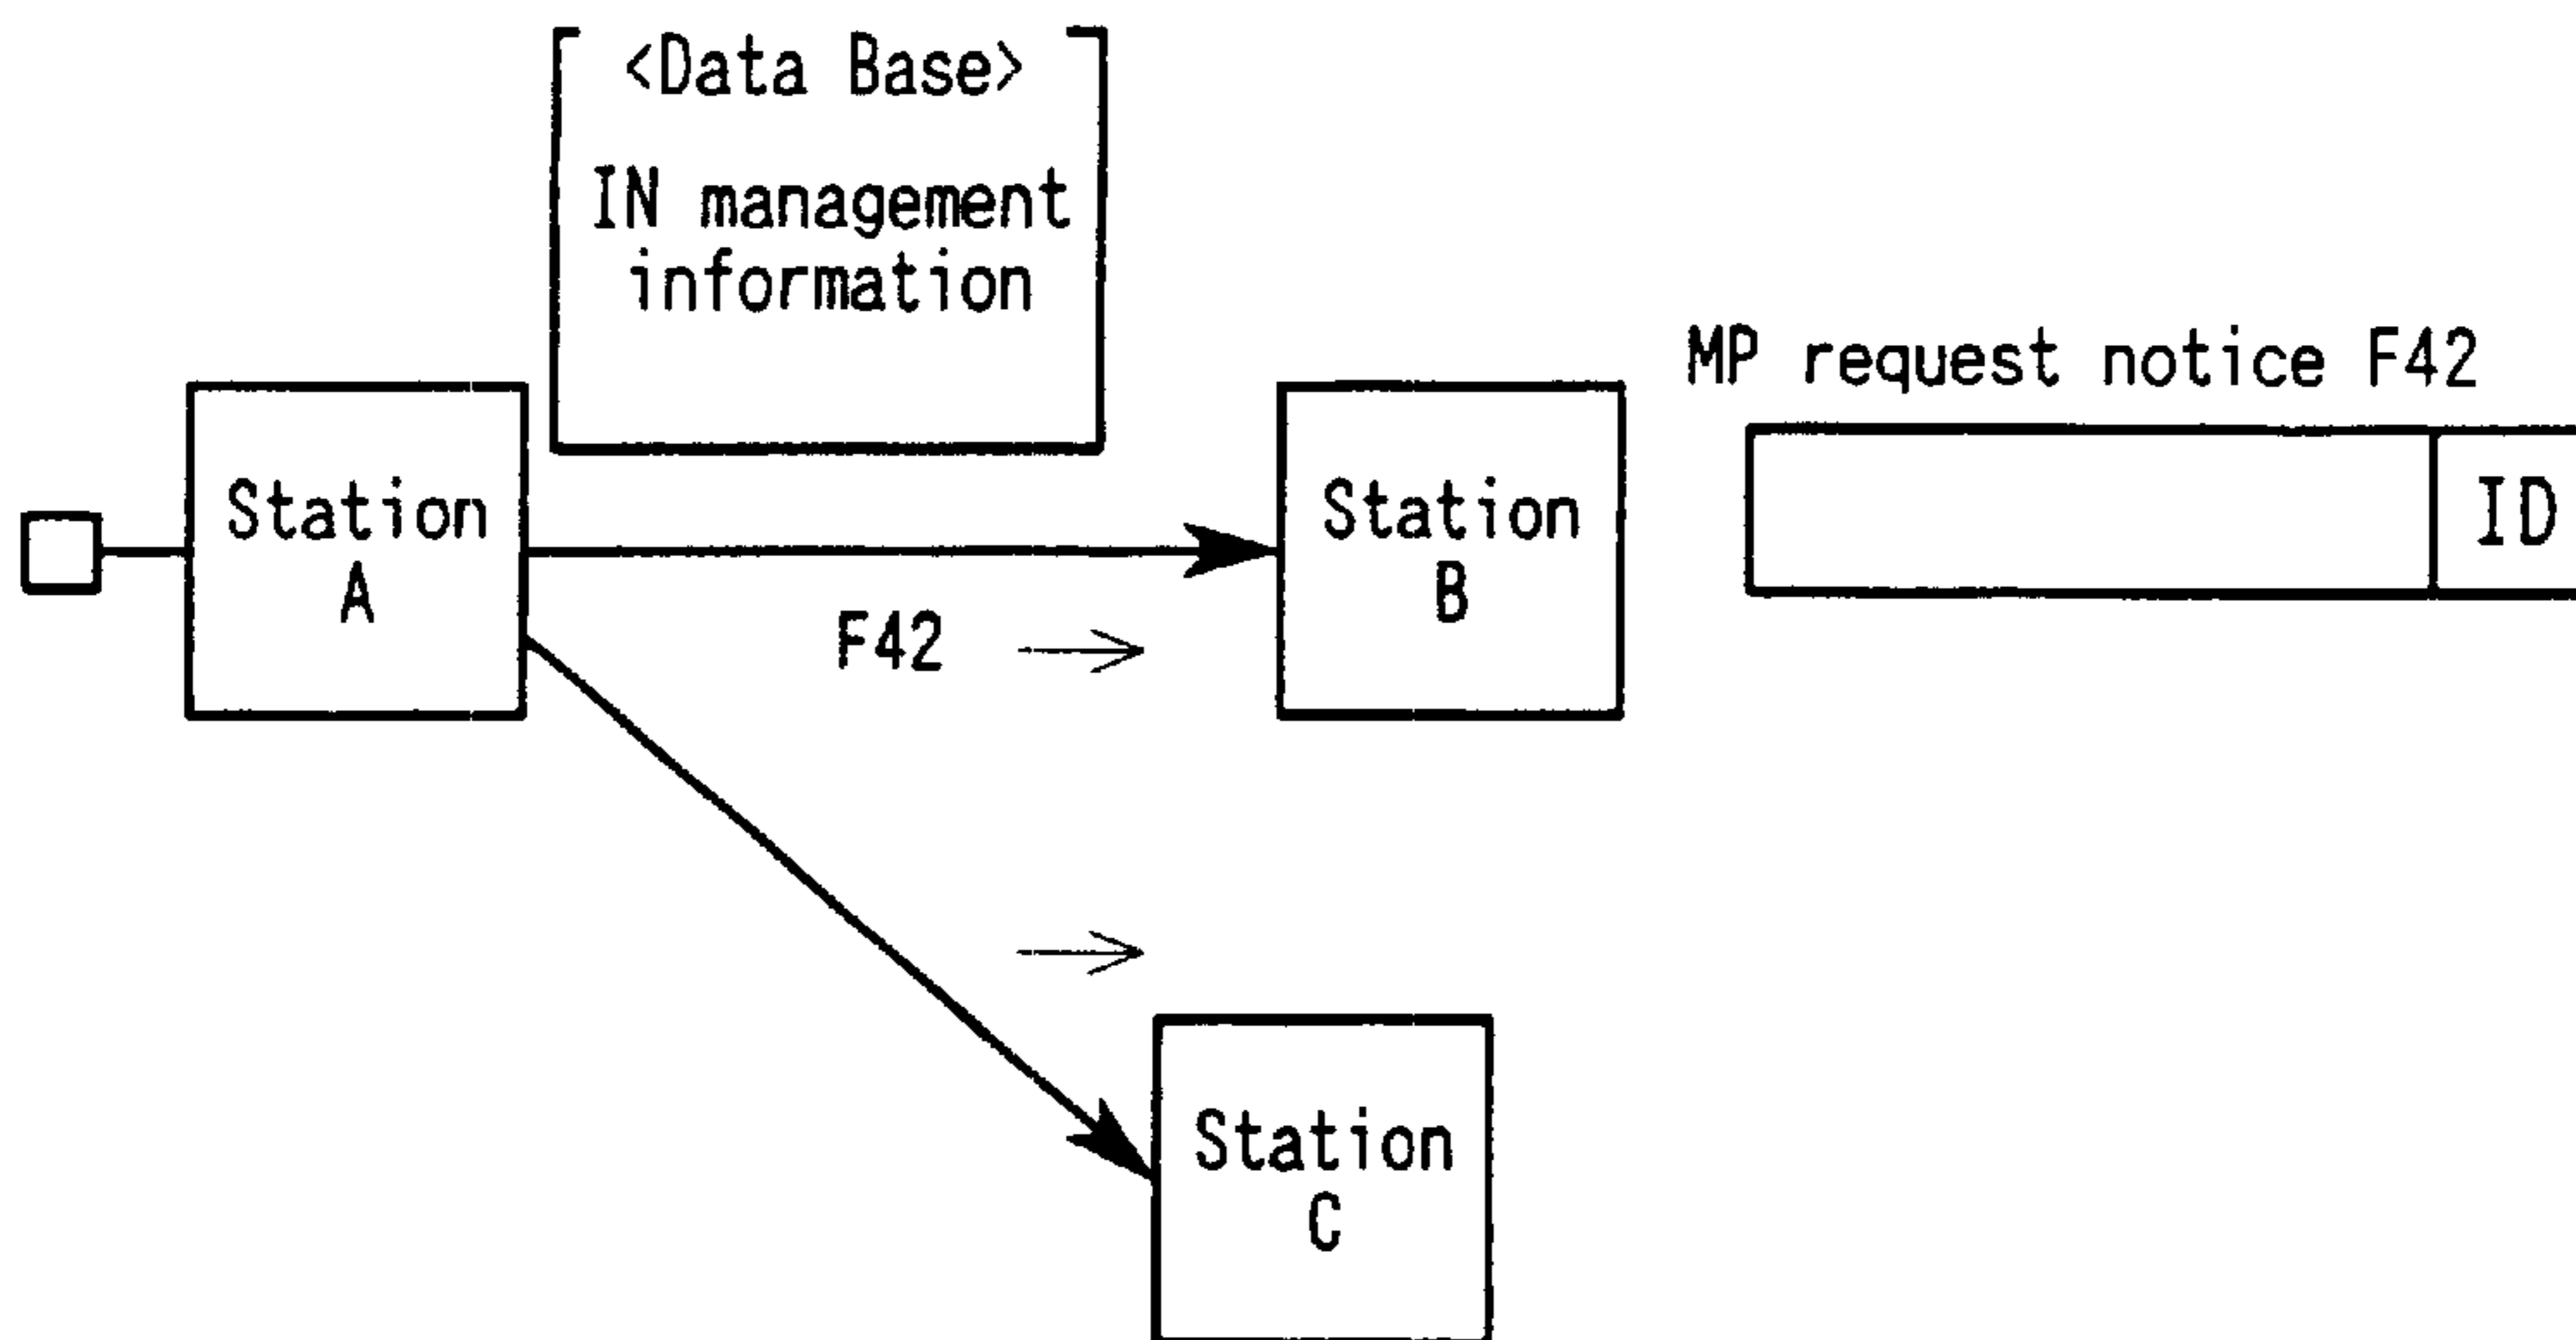 <Data Base>
IN management
information
MP request notice F42
Station
A
Station
B
ID
F42
Station
C